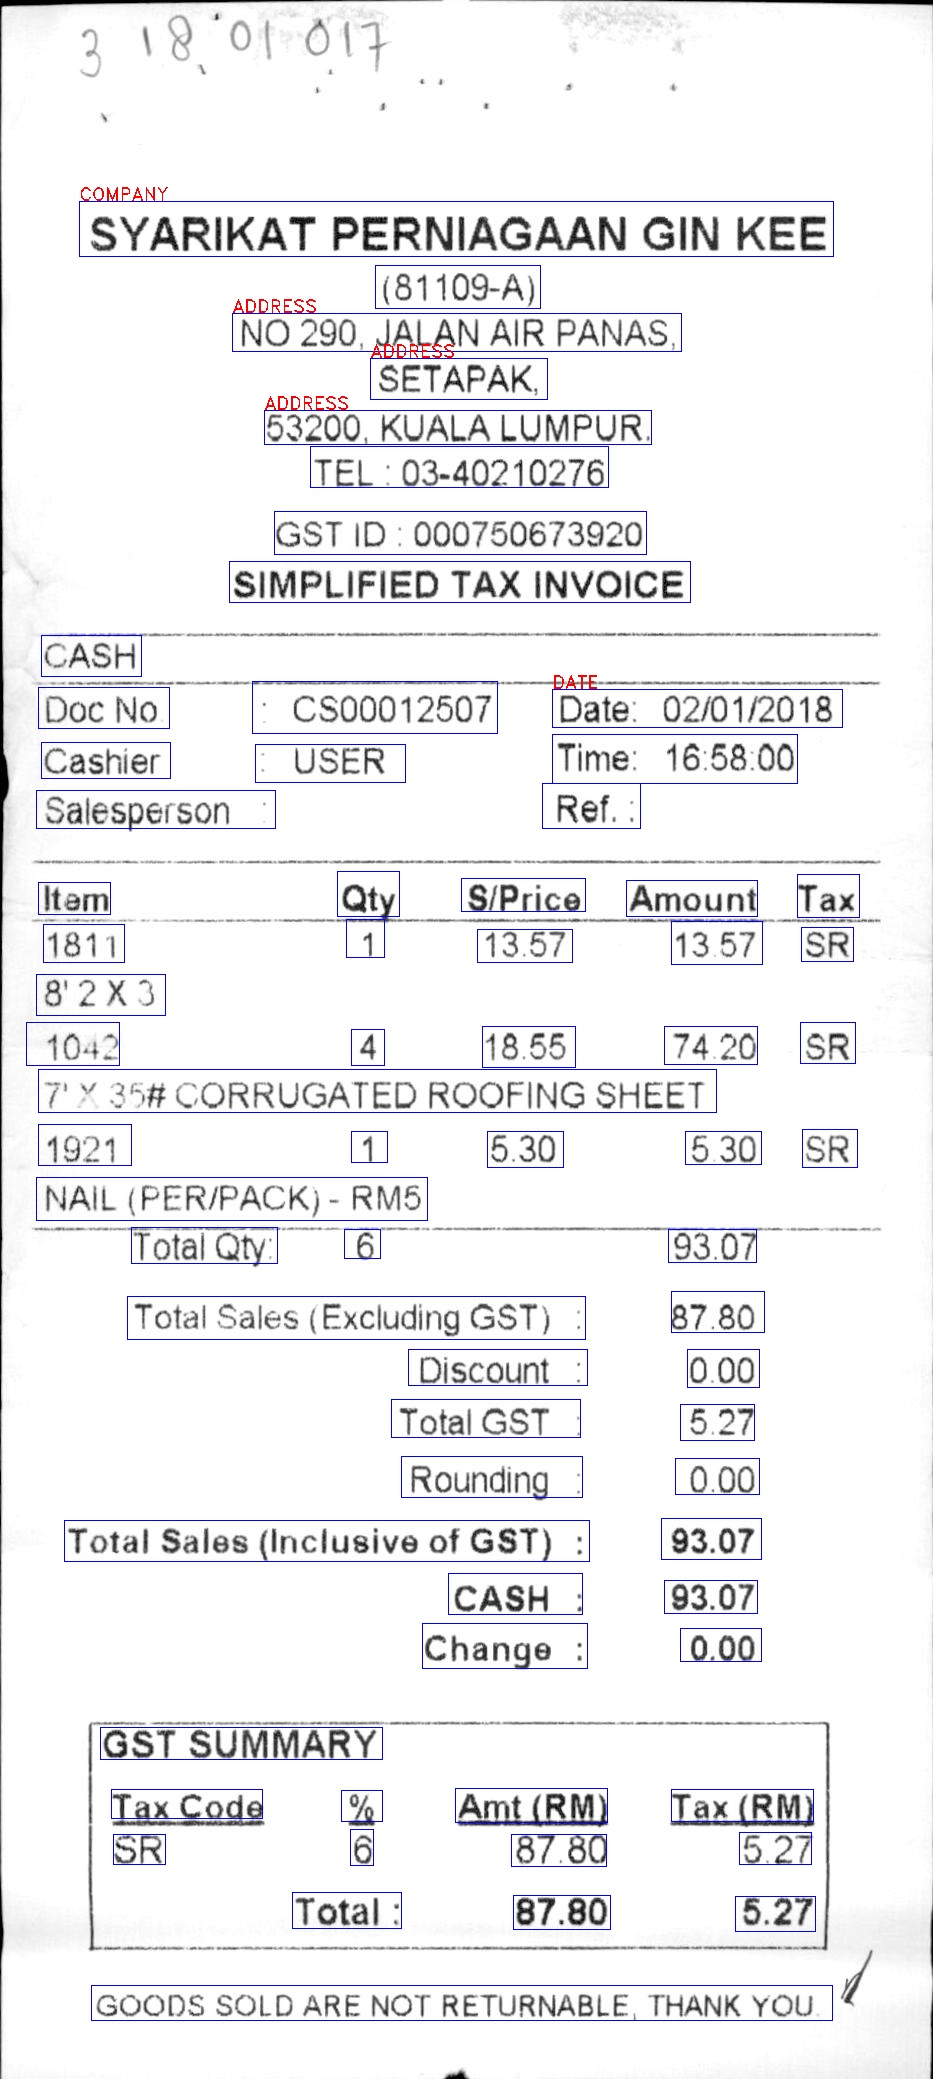 3 18 01 017
COMPANY
SYARIKAT PERNIAGAAN GIN KEE
(81109-A)
ADDRESS
NO 290, JALAN AIR PANAS,
ADDRESS
SETAPAK,
ADDRESS
53200, KUALA LUMPUR.
TEL : 03-40210276
GST ID : 000750673920
SIMPLIFIED TAX INVOICE
CASH
DATE
Doc No. : CS00012507 Date: 02/01/2018
Cashier : USER Time: 16:58:00
Salesperson : Ref. :
Item Qty S/Price Amount Tax
1811 1 13.57 13.57 SR
8' 2 X 3
1042 4 18.55 74.20 SR
7' X 35# CORRUGATED ROOFING SHEET
1921 1 5.30 5.30 SR
NAIL (PER/PACK) - RM5
Total Qty: 6 93.07
Total Sales (Excluding GST) : 87.80
Discount : 0.00
Total GST : 5.27
Rounding : 0.00
Total Sales (Inclusive of GST) : 93.07
CASH : 93.07
Change : 0.00
GST SUMMARY
Tax Code % Amt (RM) Tax (RM)
SR 6 87.80 5.27
Total : 87.80 5.27
GOODS SOLD ARE NOT RETURNABLE, THANK YOU.